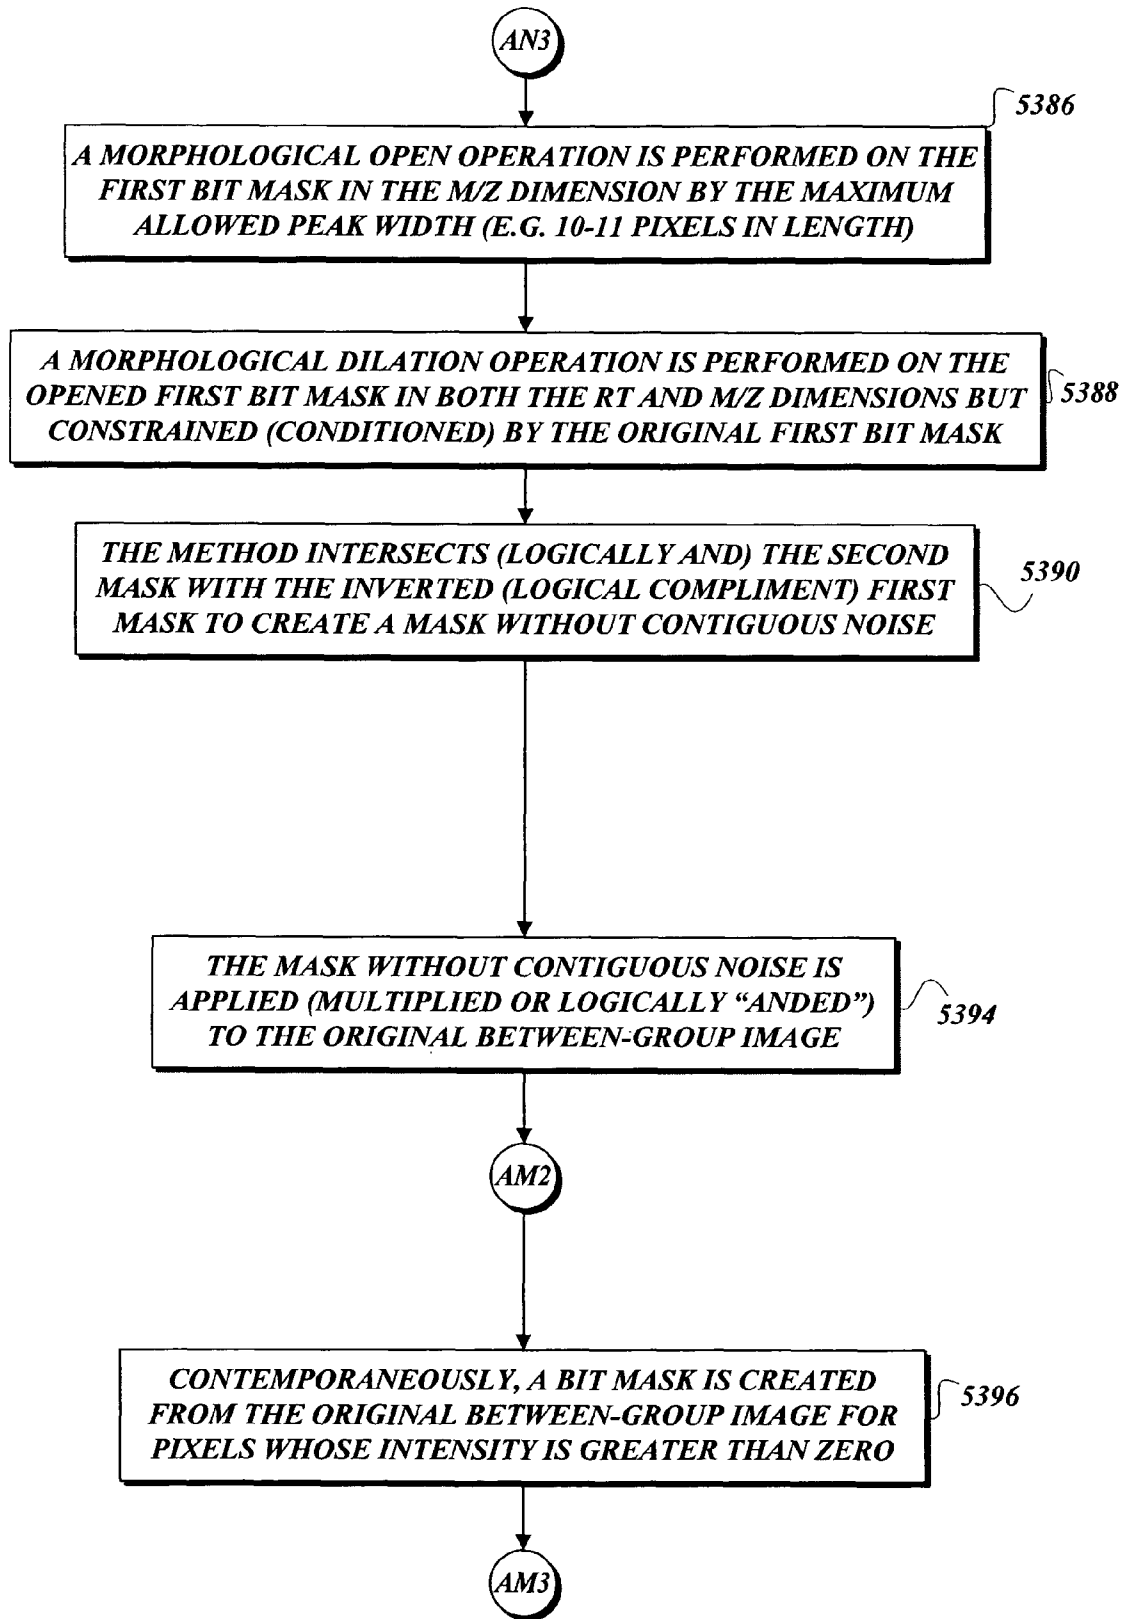 AN3
5386
A MORPHOLOGICAL OPEN OPERATION IS PERFORMED ON THE
FIRST BIT MASK IN THE M/Z DIMENSION BY THE MAXIMUM
ALLOWED PEAK WIDTH (E.G. 10-11 PIXELS IN LENGTH)
A MORPHOLOGICAL DILATION OPERATION IS PERFORMED ON THE
OPENED FIRST BIT MASK IN BOTH THE RT AND M/Z DIMENSIONS BUT
CONSTRAINED (CONDITIONED) BY THE ORIGINAL FIRST BIT MASK
5388
THE METHOD INTERSECTS (LOGICALLY AND) THE SECOND
MASK WITH THE INVERTED (LOGICAL COMPLIMENT) FIRST
MASK TO CREATE A MASK WITHOUT CONTIGUOUS NOISE
5390
THE MASK WITHOUT CONTIGUOUS NOISE IS
APPLIED (MULTIPLIED OR LOGICALLY “ANDED”)
TO THE ORIGINAL BETWEEN-GROUP IMAGE
5394
AM2
CONTEMPORANEOUSLY, A BIT MASK IS CREATED
FROM THE ORIGINAL BETWEEN-GROUP IMAGE FOR
PIXELS WHOSE INTENSITY IS GREATER THAN ZERO
5396
AM3